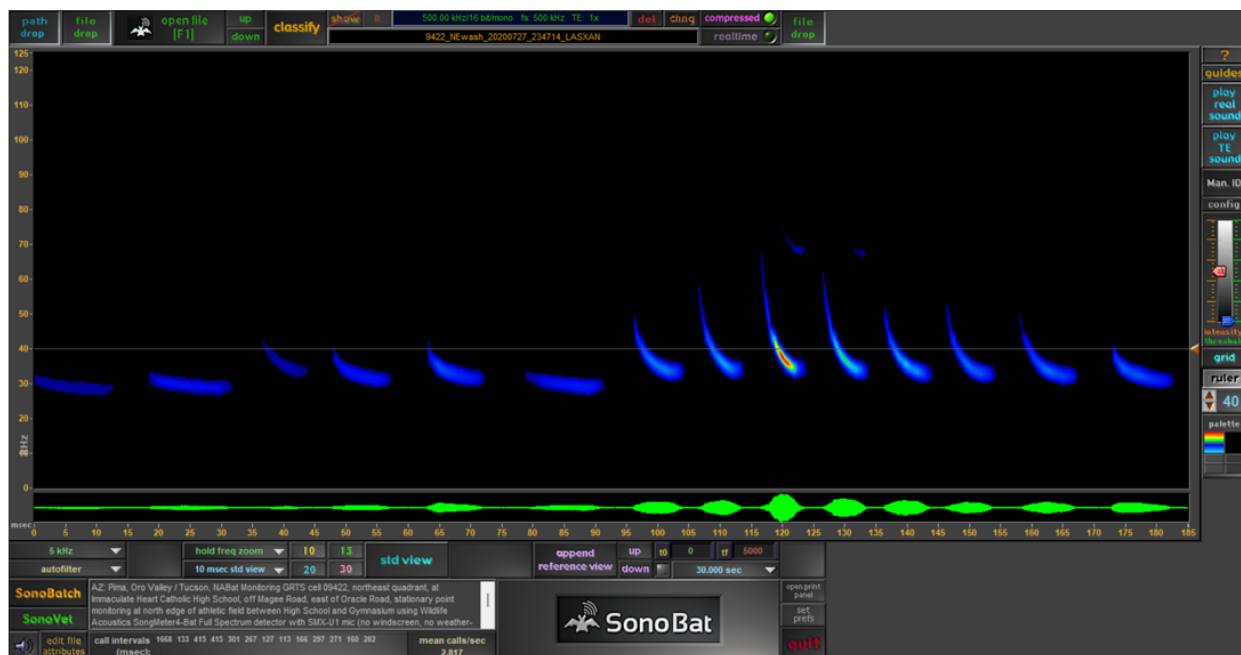 path drop
file drop
open file [F1]
up
down
classify
show
500.00 kHz/16 bit/mono fs: 500 kHz TE: 1x
9422_NEwash_20200727_234714_LASXAN
del
chng
compressed
realtime
file drop
125-
120-
110-
100-
90-
80-
70-
60-
50-
40-
30-
20-
kHz
0-
msec
0 5 10 15 20 25 30 35 40 45 50 55 60 65 70 75 80 85 90 95 100 105 110 115 120 125 130 135 140 145 150 155 160 165 170 175 180 185
?
guides
play real sound
play TE sound
Man. ID
config
intensity
threshold
grid
ruler
40
palette
5 kHz
autofilter
hold freq zoom
10 msec std view
10 15
20 30
std view
append reference view
up
down
t0 0 tf 5000
30.000 sec
SonoBatch
SonoVet
edit file attributes
AZ: Pima, Oro Valley / Tucson, NABat Monitoring GRTS cell 09422, northeast quadrant, at
Immaculate Heart Catholic High School, off Magee Road, east of Oracle Road, stationary point
monitoring at north edge of athletic field between High School and Gymnasium using Wildlife
Acoustics SongMeter4-Bat Full Spectrum detector with SMX-U1 mic (no windscreen, no weather-
call intervals (msec): 1668 133 415 415 301 267 127 113 166 297 271 160 202
mean calls/sec
2.817
SonoBat
open print panel
set prefs
quit